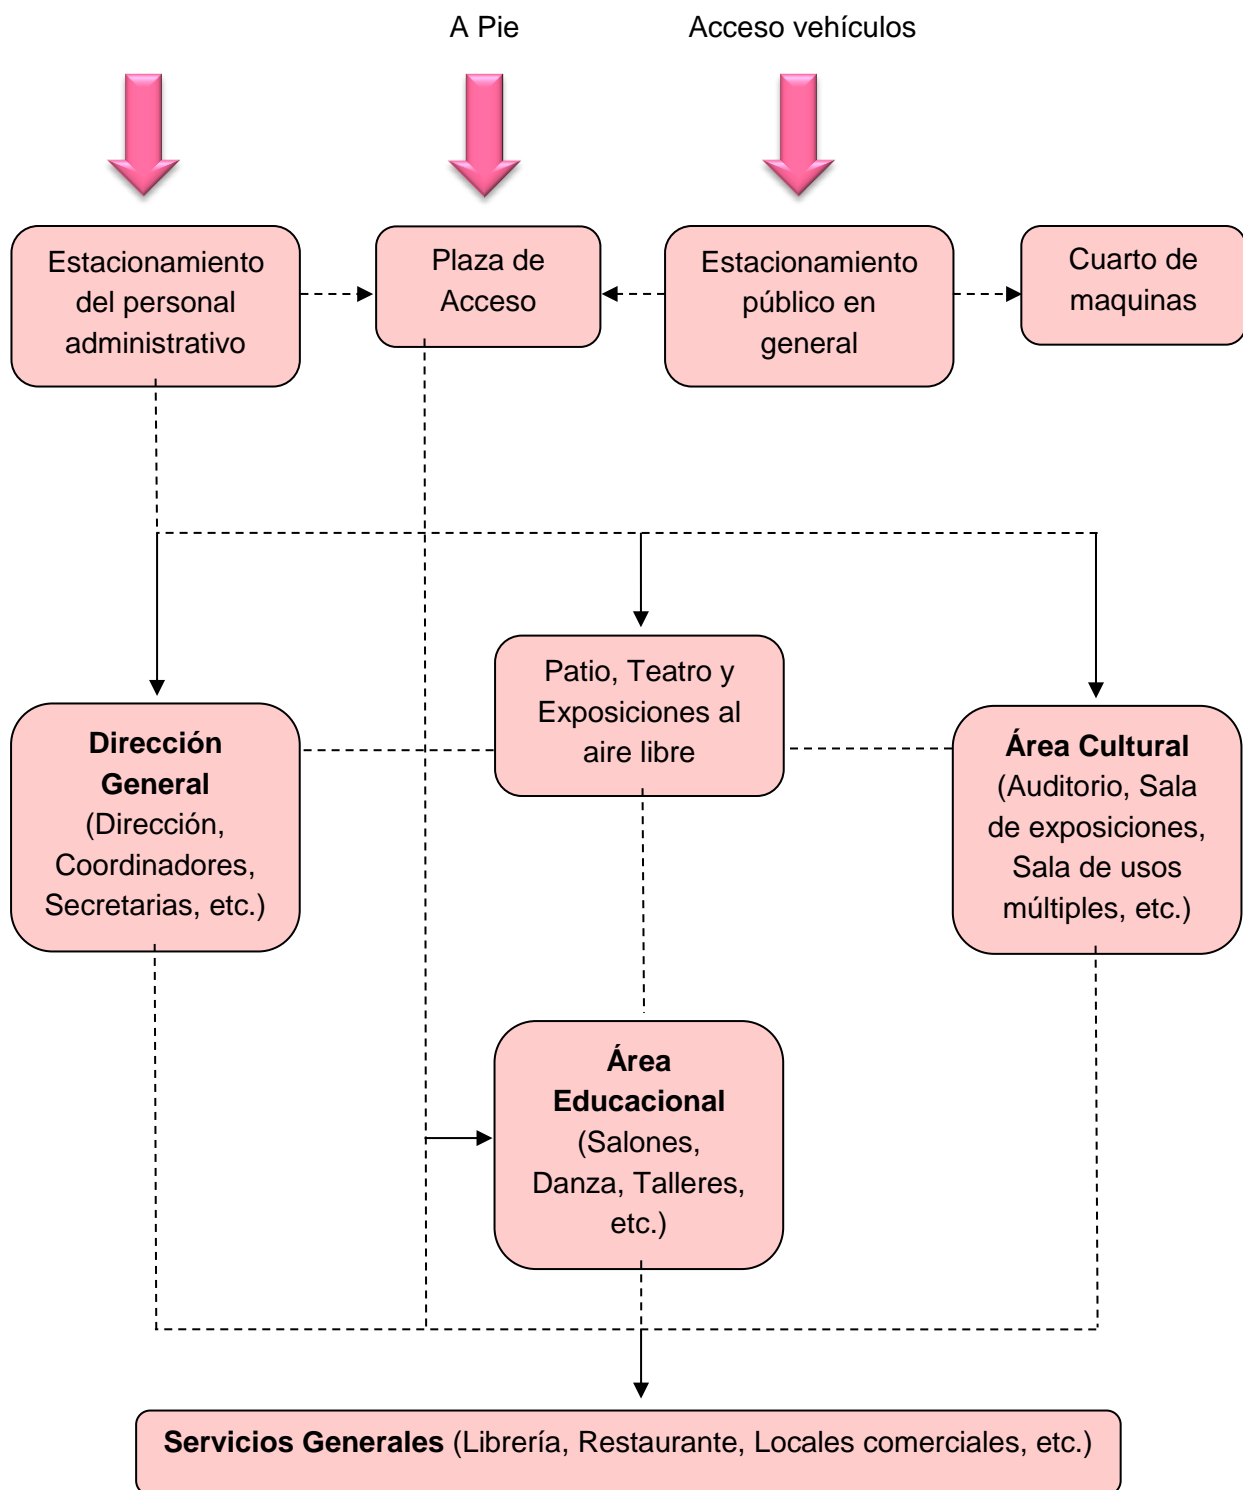 A Pie
Acceso vehículos
Estacionamiento
del personal
administrativo
Plaza de
Acceso
Estacionamiento
público en
general
Cuarto de
maquinas
Patio, Teatro y
Exposiciones al
aire libre
Dirección
General
(Dirección,
Coordinadores,
Secretarias, etc.)
Área Cultural
(Auditorio, Sala
de exposiciones,
Sala de usos
múltiples, etc.)
Área
Educacional
(Salones,
Danza, Talleres,
etc.)
Servicios Generales (Librería, Restaurante, Locales comerciales, etc.)